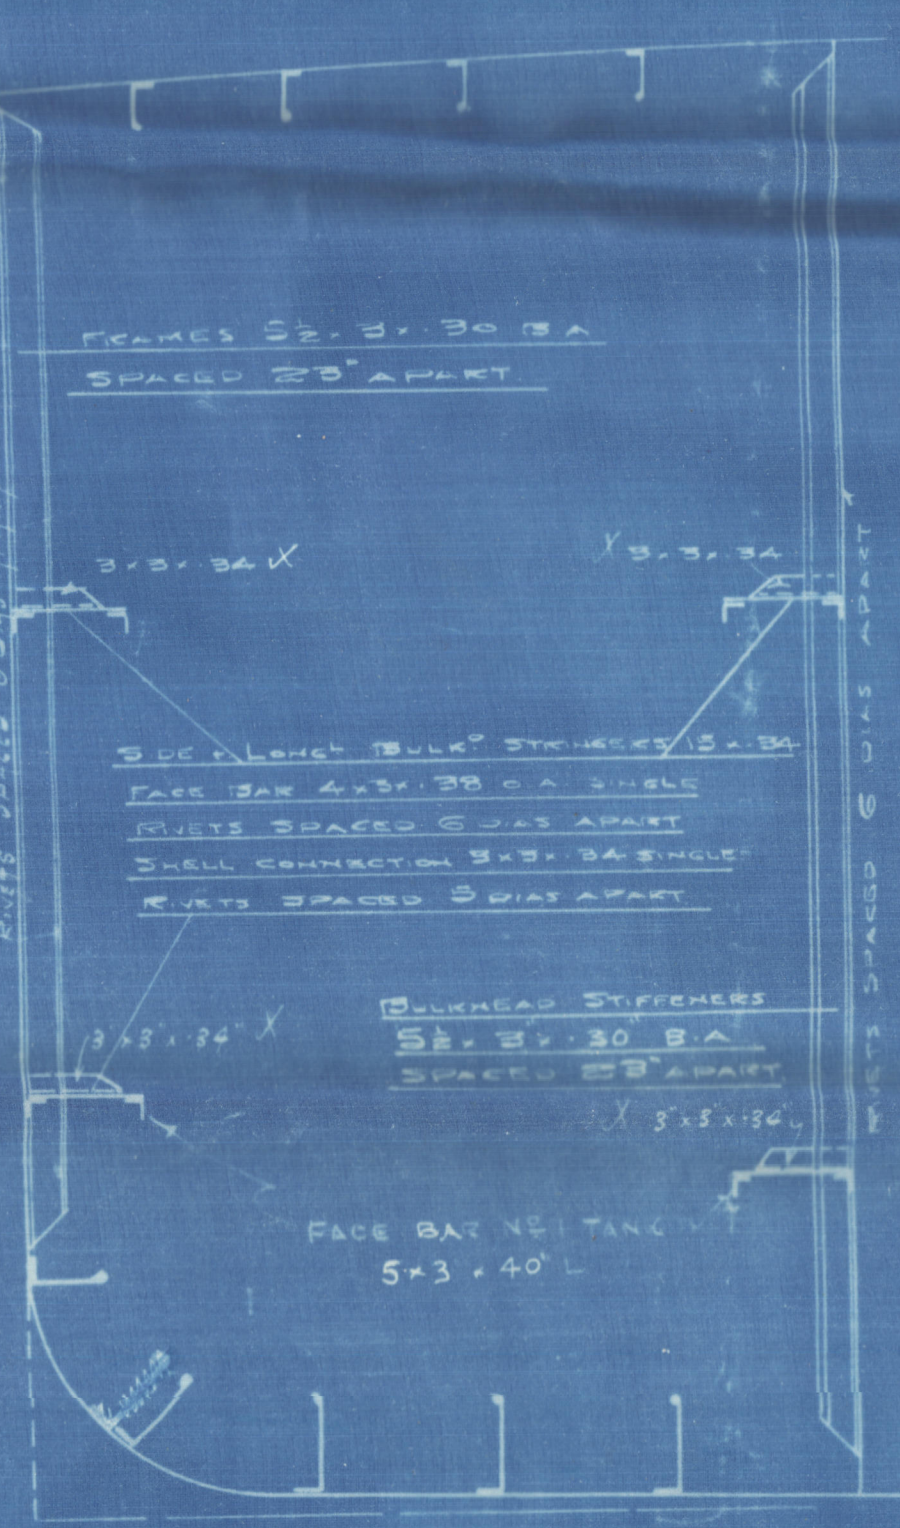 FRAMES 5½ × 3 × .30 B A
SPACED 23" APART
3 × 3 × .34
3 × 3 × .34
SIDE & LONGL BULKD STRINGERS 15 × .34
FACE BAR 4 × 3 × .38 O A SINGLE
RIVETS SPACED 6 DIAS APART
SHELL CONNECTION 3 × 3 × .34 SINGLE
RIVETS SPACED 5 DIAS APART
RIVETS SPACED
RIVETS SPACED 6 DIAS APART
3" × 3" × .34"
BULKHEAD STIFFENERS
5½ × 3" × .30" B.A
SPACED 23" APART
3" × 3" × .34"
FACE BAR Nº 1 TANK
5 × 3 × .40" L